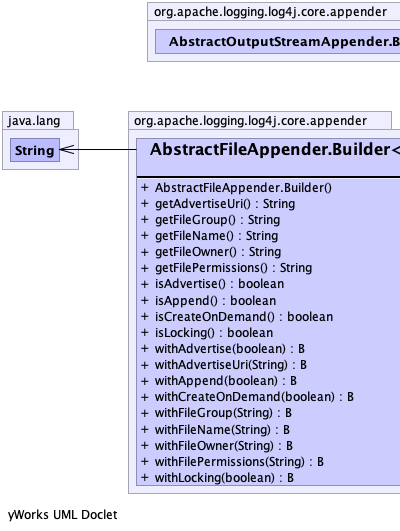 org.apache.logging.log4j.core.appender
AbstractOutputStreamAppender.B
java.lang
String
org.apache.logging.log4j.core.appender
AbstractFileAppender.Builder<
+ AbstractFileAppender.Builder()
+ getAdvertiseUri() : String
+ getFileGroup() : String
+ getFileName() : String
+ getFileOwner() : String
+ getFilePermissions() : String
+ isAdvertise() : boolean
+ isAppend() : boolean
+ isCreateOnDemand() : boolean
+ isLocking() : boolean
+ withAdvertise(boolean) : B
+ withAdvertiseUri(String) : B
+ withAppend(boolean) : B
+ withCreateOnDemand(boolean) : B
+ withFileGroup(String) : B
+ withFileName(String) : B
+ withFileOwner(String) : B
+ withFilePermissions(String) : B
+ withLocking(boolean) : B
yWorks UML Doclet